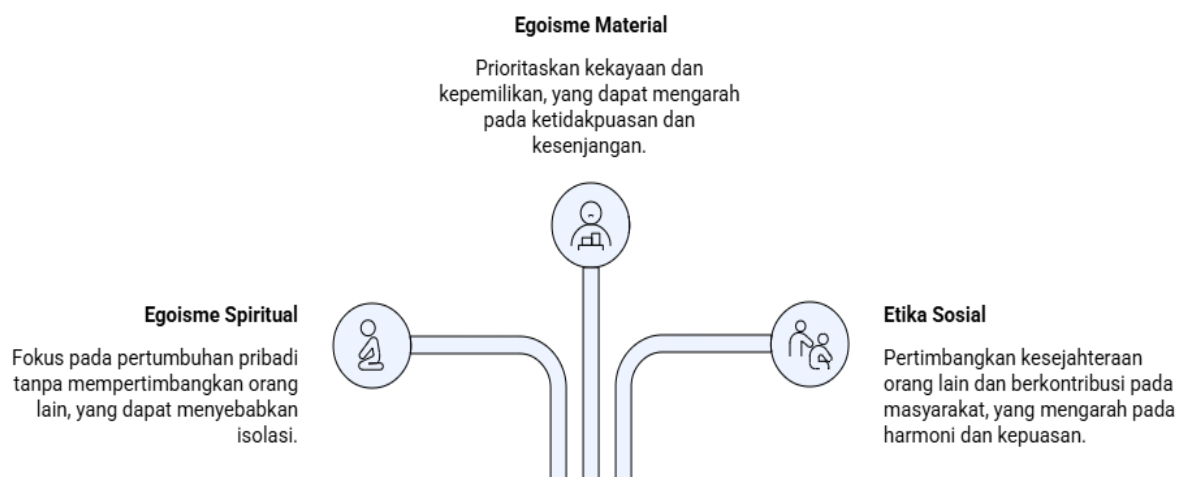 Egoisme Material
Prioritaskan kekayaan dan
kepemilikan, yang dapat mengarah
pada ketidakpuasan dan
kesenjangan.
Egoisme Spiritual
Fokus pada pertumbuhan pribadi
tanpa mempertimbangkan orang
lain, yang dapat menyebabkan
isolasi.
Etika Sosial
Pertimbangkan kesejahteraan
orang lain dan berkontribusi pada
masyarakat, yang mengarah pada
harmoni dan kepuasan.